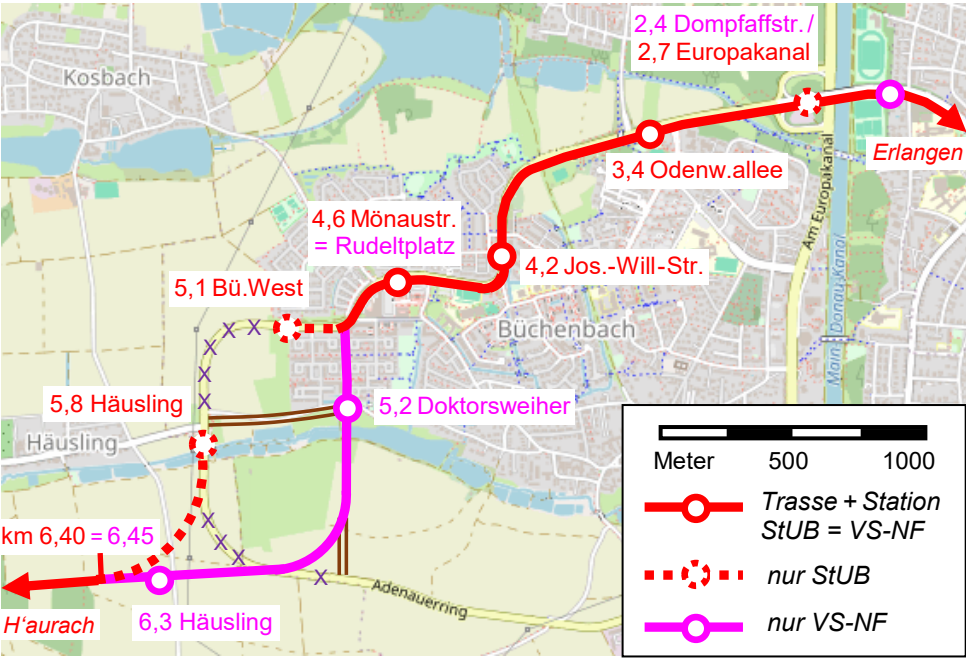 2,4 Dompfaffstr. /
2,7 Europakanal
Kosbach
Erlangen
3,4 Odenw.allee
Am Europakanal
4,6 Mönaustr.
= Rudeltplatz
4,2 Jos.-Will-Str.
5,1 Bü.West
Büchenbach
Main-Donau-Kanal
X X X X X
5,8 Häusling
5,2 Doktorsweiher
Häusling
Meter 500 1000
Trasse + Station
StUB = VS-NF
X X X X
km 6,40 = 6,45
nur StUB
Adenauerring
H'aurach
6,3 Häusling
nur VS-NF